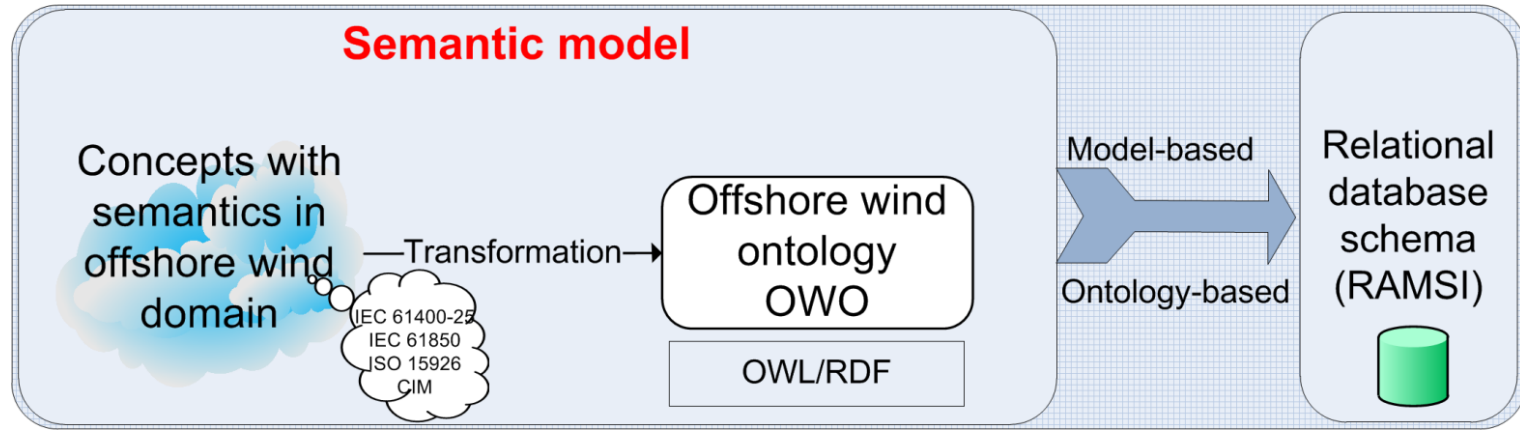 Semantic model
Concepts with
semantics in
offshore wind
domain
Transformation
IEC 61400-25
IEC 61850
ISO 15926
CIM
Offshore wind
ontology
OWO
OWL/RDF
Model-based
Ontology-based
Relational
database
schema
(RAMSI)